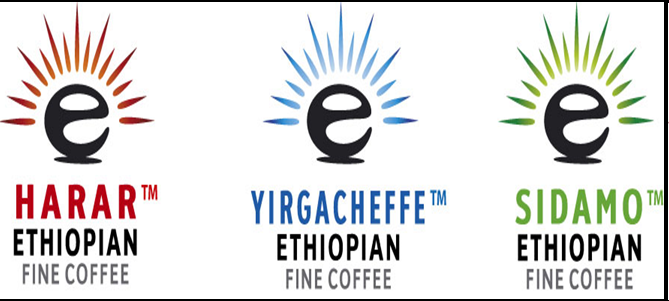 e
HARAR™
ETHIOPIAN
FINE COFFEE
e
YIRGACHEFFE™
ETHIOPIAN
FINE COFFEE
e
SIDAMO™
ETHIOPIAN
FINE COFFEE